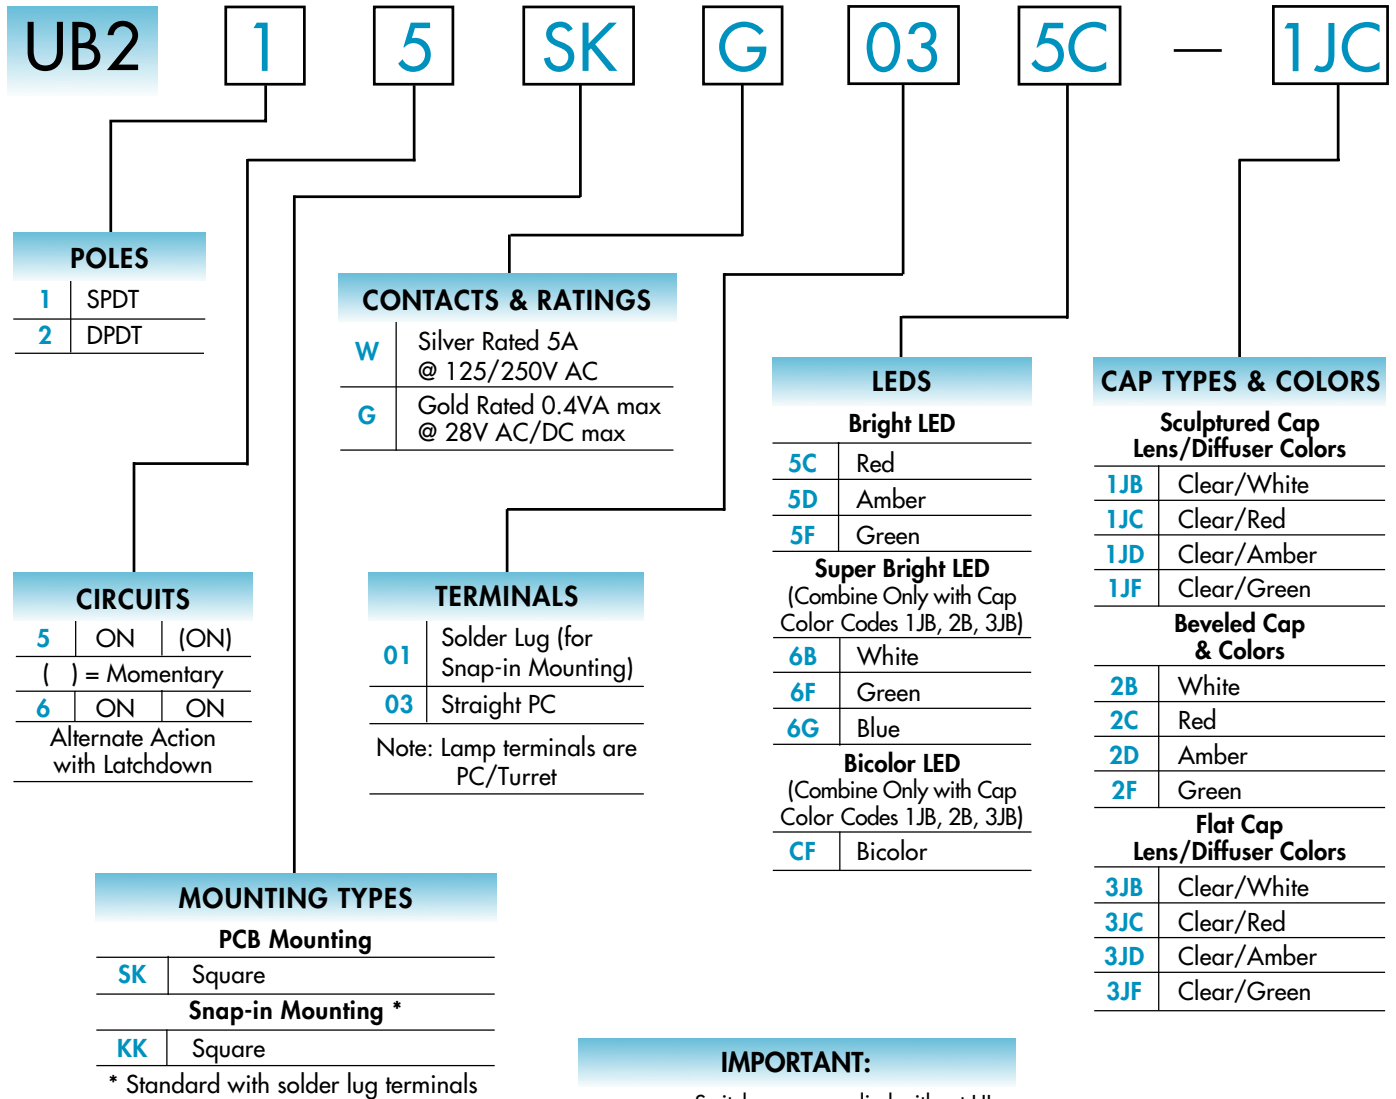 UB2 1 5 SK G 03 5C — 1JC
POLES
1 SPDT
2 DPDT
CIRCUITS
5 ON (ON)
( ) = Momentary
6 ON ON
Alternate Action
with Latchdown
MOUNTING TYPES
PCB Mounting
SK Square
Snap-in Mounting *
KK Square
* Standard with solder lug terminals
CONTACTS & RATINGS
W Silver Rated 5A
@ 125/250V AC
G Gold Rated 0.4VA max
@ 28V AC/DC max
TERMINALS
01 Solder Lug (for
Snap-in Mounting)
03 Straight PC
Note: Lamp terminals are
PC/Turret
LEDS
Bright LED
5C Red
5D Amber
5F Green
Super Bright LED
(Combine Only with Cap
Color Codes 1JB, 2B, 3JB)
6B White
6F Green
6G Blue
Bicolor LED
(Combine Only with Cap
Color Codes 1JB, 2B, 3JB)
CF Bicolor
CAP TYPES & COLORS
Sculptured Cap
Lens/Diffuser Colors
1JB Clear/White
1JC Clear/Red
1JD Clear/Amber
1JF Clear/Green
Beveled Cap
& Colors
2B White
2C Red
2D Amber
2F Green
Flat Cap
Lens/Diffuser Colors
3JB Clear/White
3JC Clear/Red
3JD Clear/Amber
3JF Clear/Green
IMPORTANT: